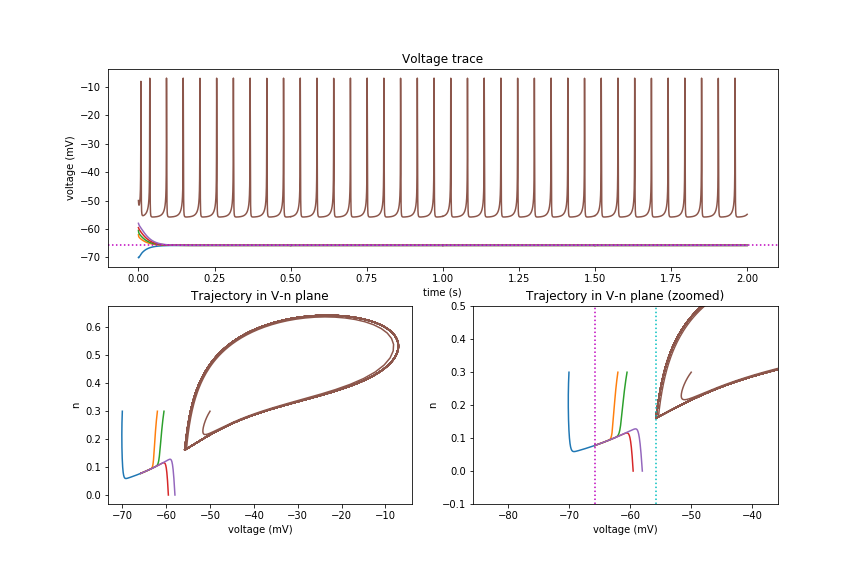 Voltage trace
voltage (mV)
−10
−20
−30
−40
−50
−60
−70
0.00 0.25 0.50 0.75 1.00 1.25 1.50 1.75 2.00
time (s)
Trajectory in V-n plane
n
0.6
0.5
0.4
0.3
0.2
0.1
0.0
−70 −60 −50 −40 −30 −20 −10
voltage (mV)
Trajectory in V-n plane (zoomed)
n
0.5
0.4
0.3
0.2
0.1
0.0
−0.1
−80 −70 −60 −50 −40
voltage (mV)